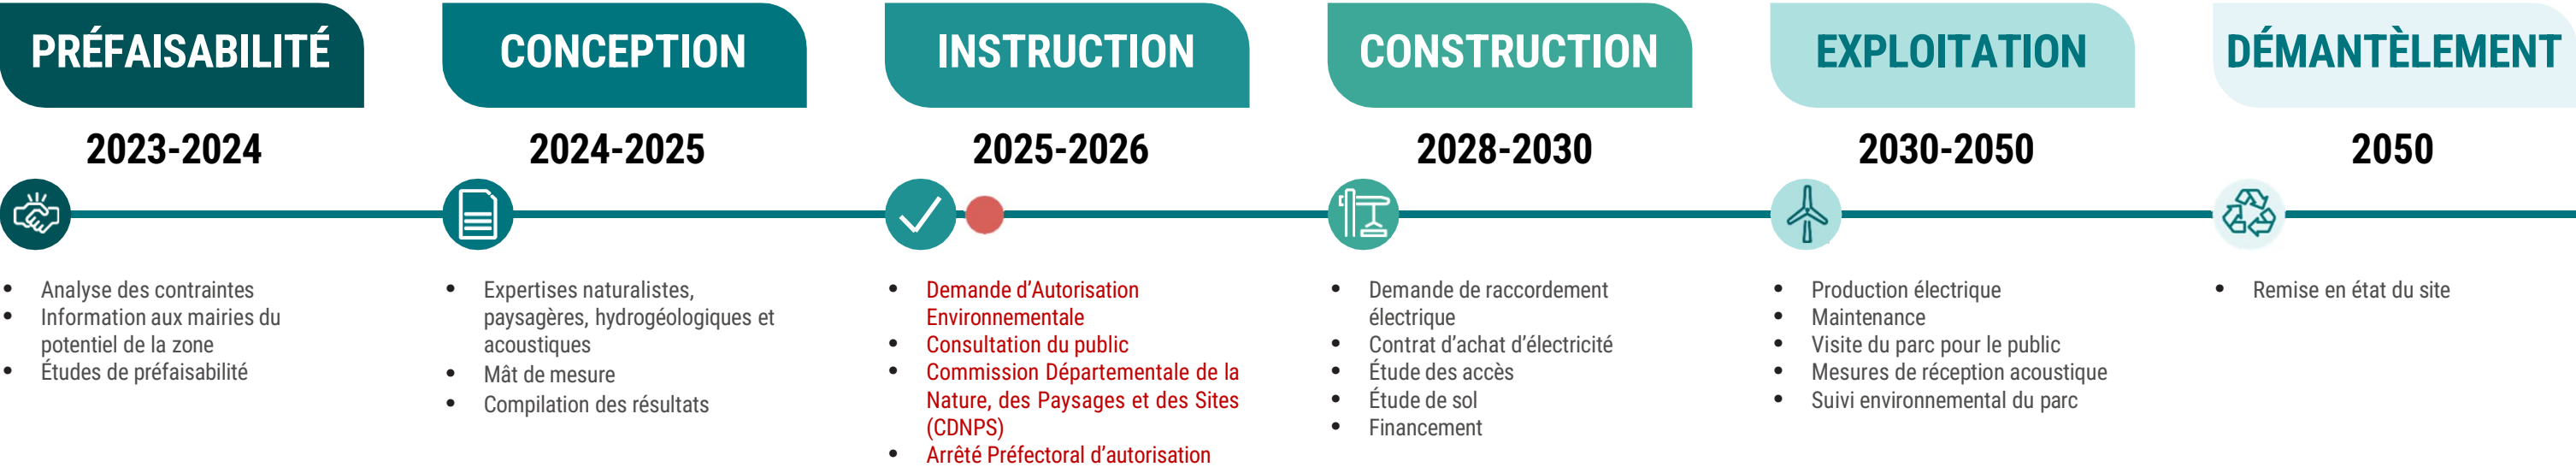 PRÉFAISABILITÉ
2023-2024
• Analyse des contraintes
• Information aux mairies du
potentiel de la zone
• Études de préfaisabilité
CONCEPTION
2024-2025
• Expertises naturalistes,
paysagères, hydrogéologiques et
acoustiques
• Mât de mesure
• Compilation des résultats
INSTRUCTION
2025-2026
• Demande d’Autorisation
Environnementale
• Consultation du public
• Commission Départementale de la
Nature, des Paysages et des Sites
(CDNPS)
• Arrêté Préfectoral d’autorisation
CONSTRUCTION
2028-2030
• Demande de raccordement
électrique
• Contrat d’achat d’électricité
• Étude des accès
• Étude de sol
• Financement
EXPLOITATION
2030-2050
• Production électrique
• Maintenance
• Visite du parc pour le public
• Mesures de réception acoustique
• Suivi environnemental du parc
DÉMANTÈLEMENT
2050
• Remise en état du site